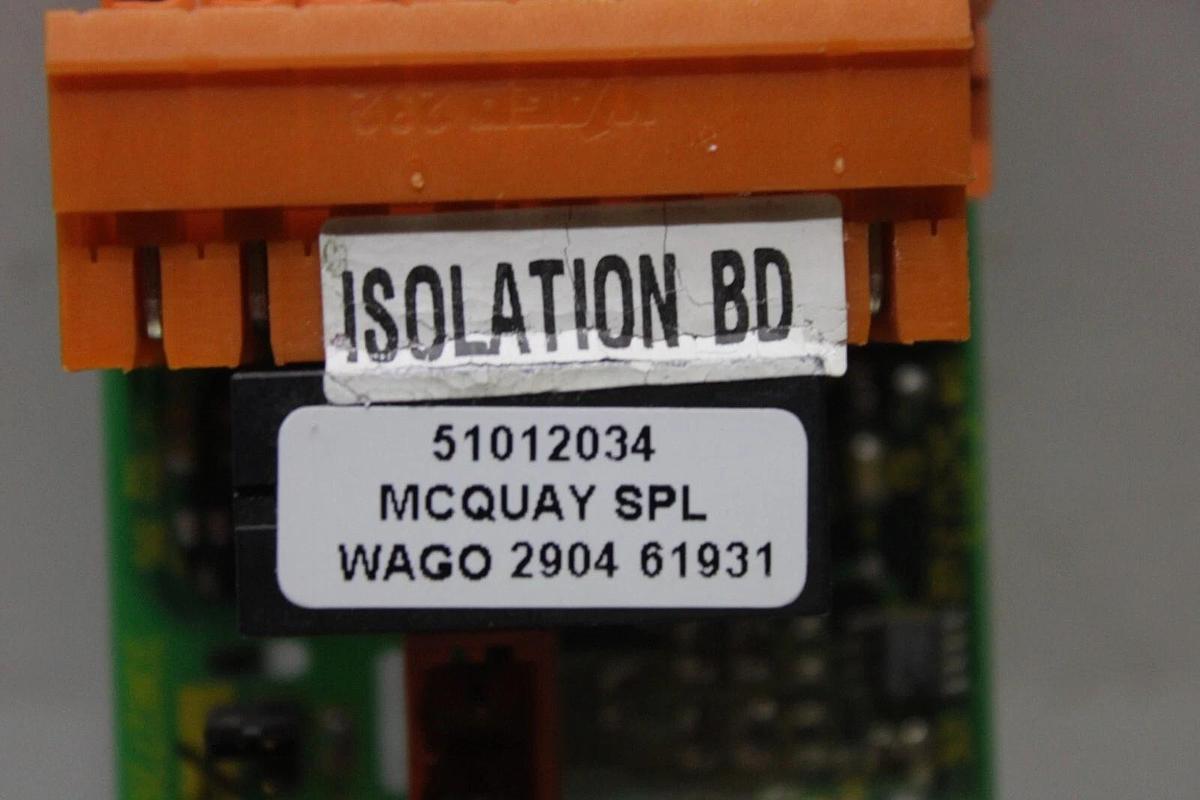 ISOLATION BD
51012034
MCQUAY SPL
WAGO 2904 61931